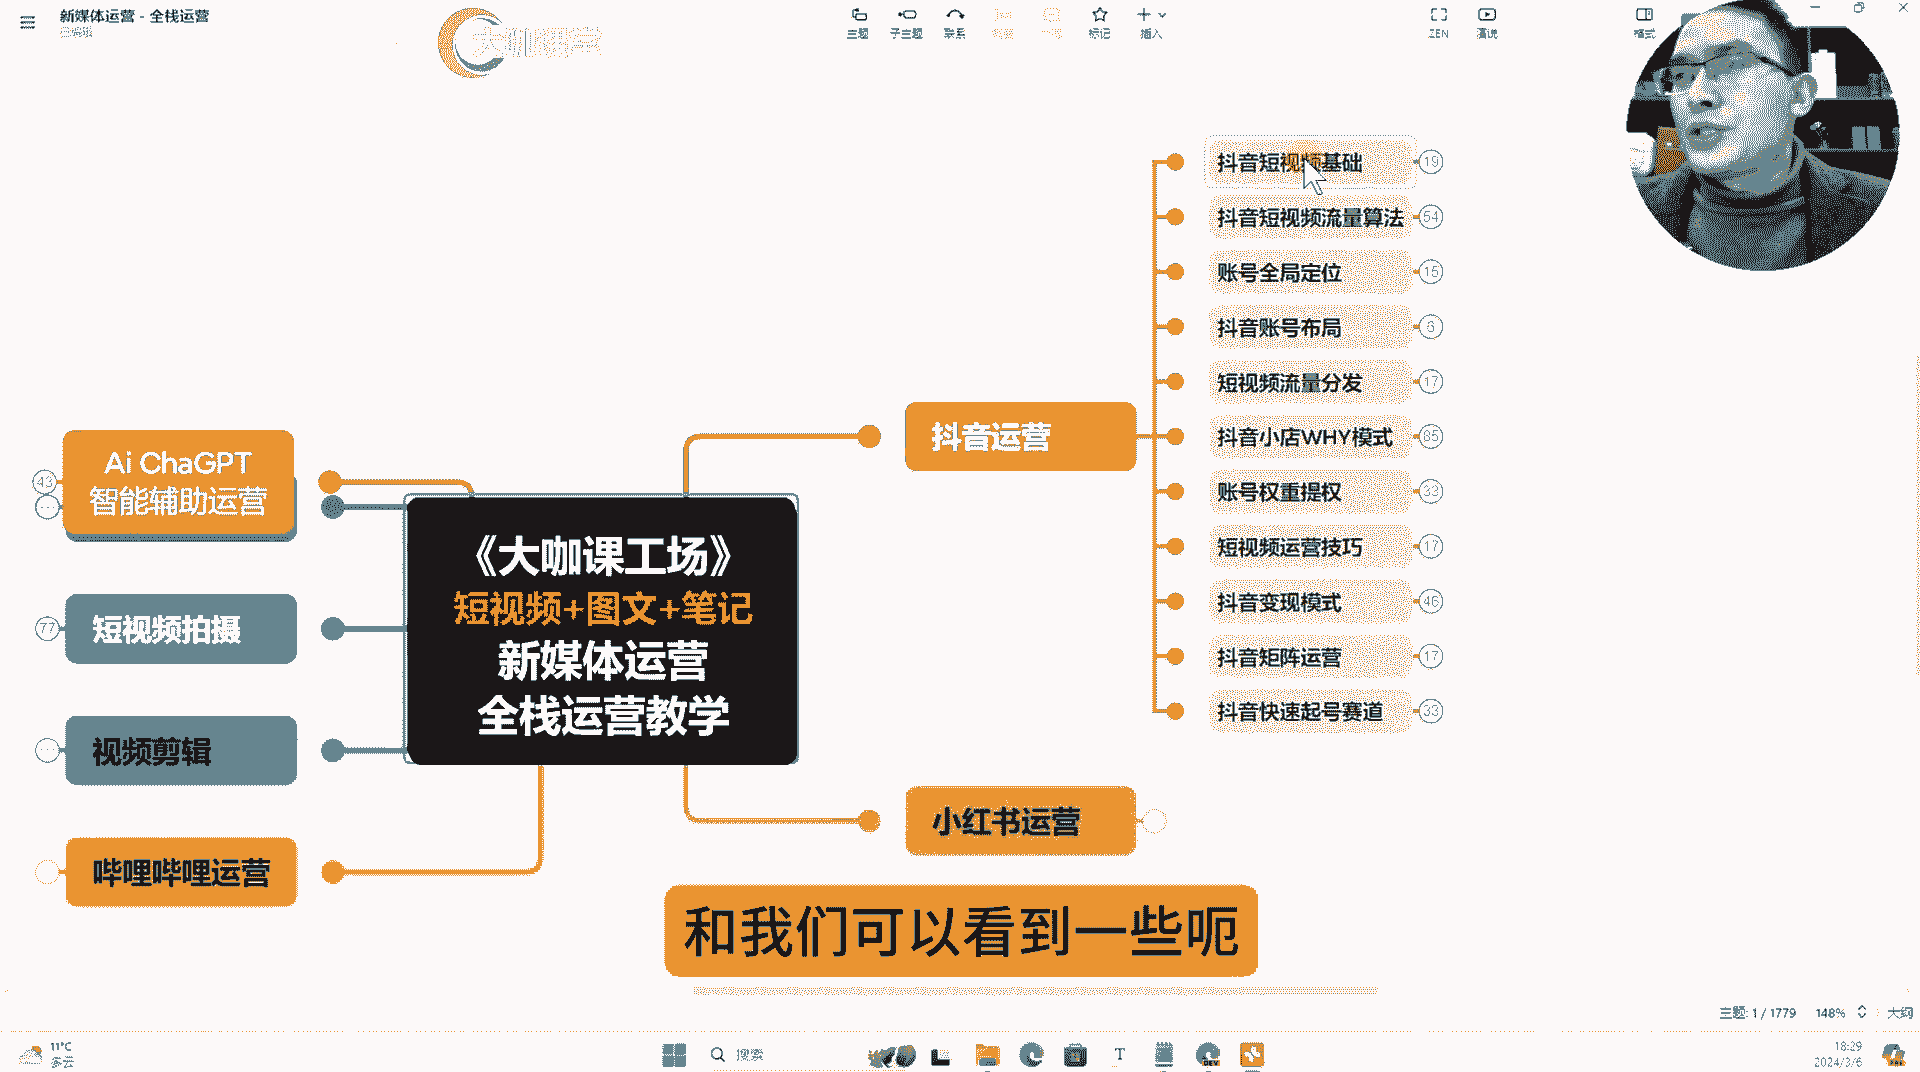 新媒体运营 - 全栈运营
大咖课堂
主题
子主题
联系
标记
插入
ZEN
演说
格式
抖音短视频基础
19
抖音短视频流量算法
54
账号全局定位
15
抖音账号布局
6
短视频流量分发
17
抖音小店WHY模式
85
账号权重提权
33
短视频运营技巧
17
抖音变现模式
46
抖音矩阵运营
17
抖音快速起号赛道
33
抖音运营
Ai ChaGPT
智能辅助运营
43
《大咖课工场》
短视频+图文+笔记
新媒体运营
全栈运营教学
短视频拍摄
77
视频剪辑
哔哩哔哩运营
小红书运营
和我们可以看到一些呃
主题: 1 / 1779
148%
大纲
11°C
多云
搜索
18:29
2024/3/6